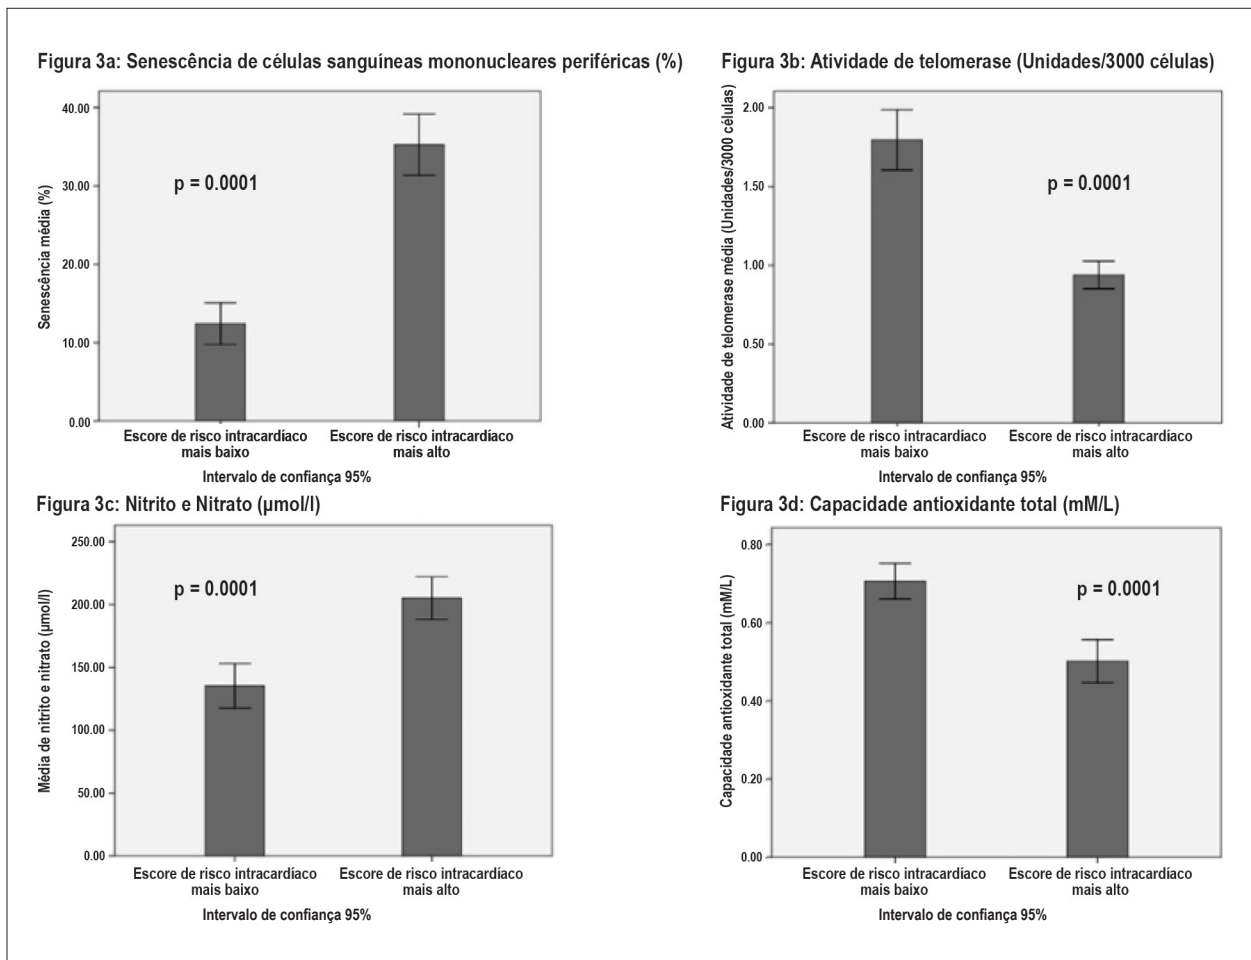 Figura 3a: Senescência de células sanguíneas mononucleares periféricas (%)
Senescência média (%)
40.00
30.00
20.00
10.00
0.00
p = 0.0001
Escore de risco intracardíaco
mais baixo
Escore de risco intracardíaco
mais alto
Intervalo de confiança 95%
Figura 3b: Atividade de telomerase (Unidades/3000 células)
Atividade de telomerase média (Unidades/3000 células)
2.00
1.50
1.00
0.50
0.00
p = 0.0001
Escore de risco intracardíaco
mais baixo
Escore de risco intracardíaco
mais alto
Intervalo de confiança 95%
Figura 3c: Nitrito e Nitrato (µmol/l)
Média de nitrito e nitrato (µmol/l)
250.00
200.00
150.00
100.00
50.00
0.00
p = 0.0001
Escore de risco intracardíaco
mais baixo
Escore de risco intracardíaco
mais alto
Intervalo de confiança 95%
Figura 3d: Capacidade antioxidante total (mM/L)
Capacidade antioxidante total (mM/L)
0.80
0.60
0.40
0.20
0.00
p = 0.0001
Escore de risco intracardíaco
mais baixo
Escore de risco intracardíaco
mais alto
Intervalo de confiança 95%